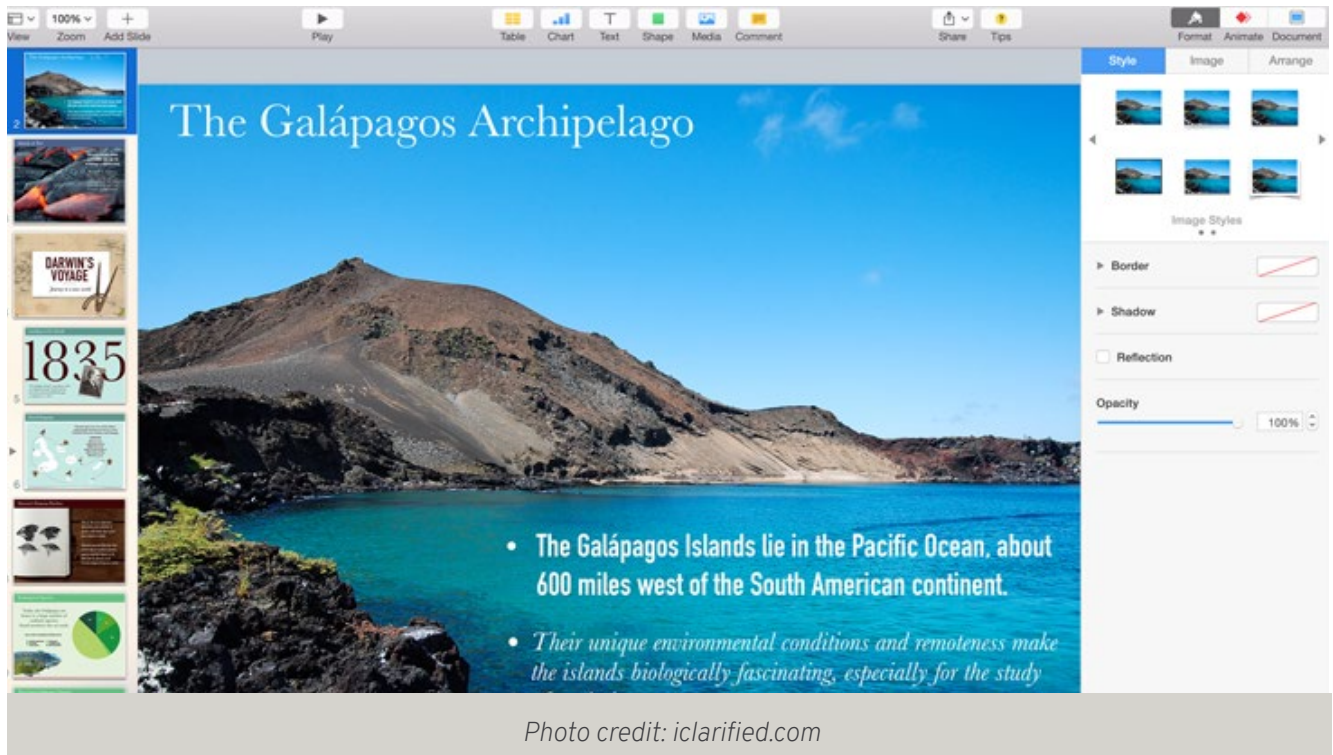 View
Zoom
Add Slide
Play
Table
Chart
Text
Shape
Media
Comment
Share
Tips
Format
Animate
Document
100%
Style
Image
Arrange
Image Styles
Border
Shadow
Reflection
Opacity
100%
2
DARWIN'S
VOYAGE
1835
5
6
The Galápagos Archipelago
• The Galápagos Islands lie in the Pacific Ocean, about
600 miles west of the South American continent.
• Their unique environmental conditions and remoteness make
the islands biologically fascinating, especially for the study
Photo credit: iclarified.com